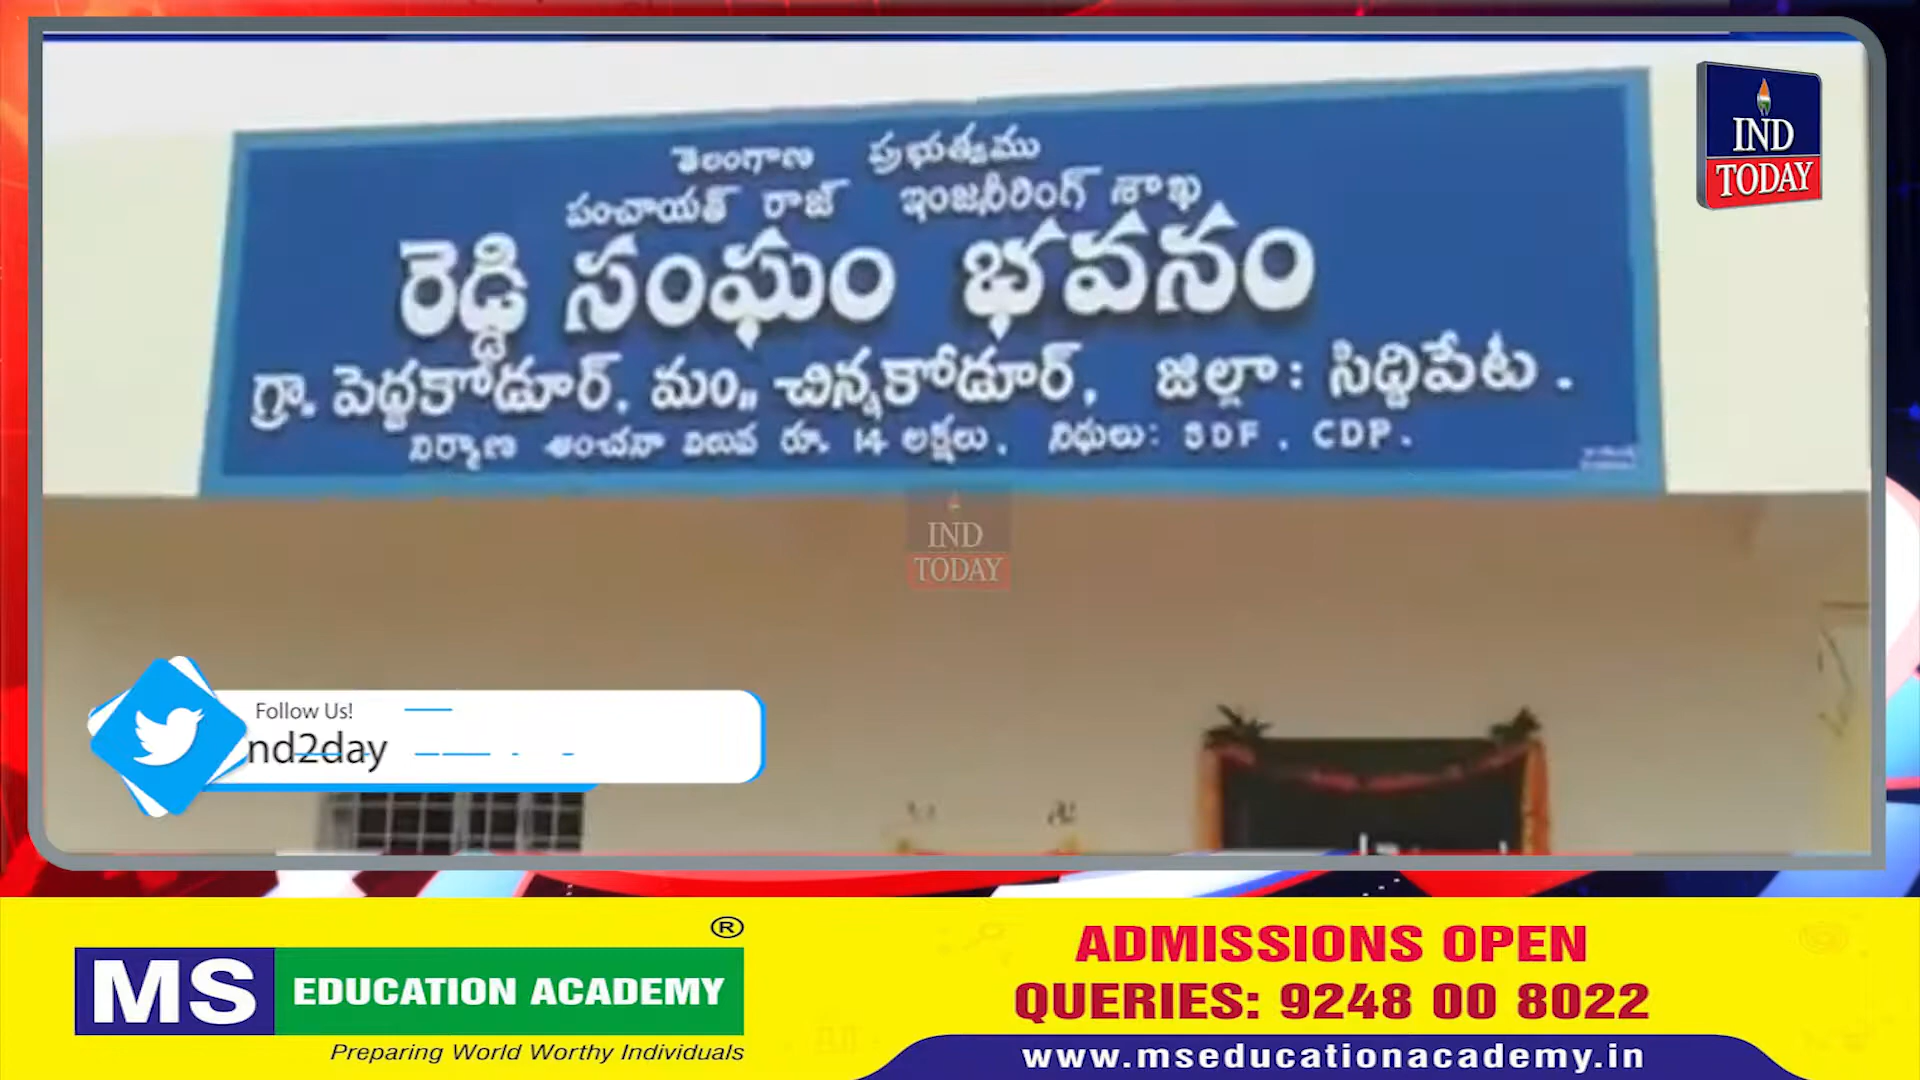 తెలంగాణ ప్రభుత్వము
పంచాయత్ రాజ్ ఇంజనీరింగ్ శాఖ
రెడ్డి సంఘం భవనం
గ్రా. పెద్దకోడూర్, మం,, చిన్నకోడూర్, జిల్లా: సిద్దిపేట.
నిర్మాణ అంచనా విలువ రూ. 14 లక్షలు. నిధులు: SDF. CDP.
IND
TODAY
IND
TODAY
Follow Us!
nd2day
MS EDUCATION ACADEMY ®
Preparing World Worthy Individuals
ADMISSIONS OPEN
QUERIES: 9248 00 8022
www.mseducationacademy.in